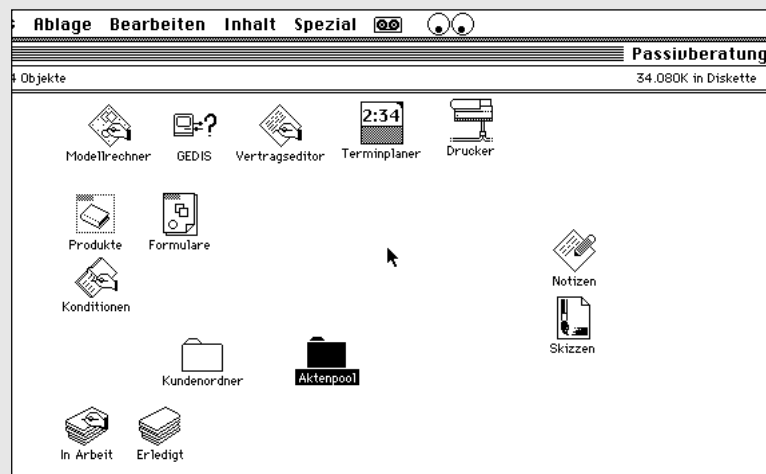 Ablage Bearbeiten Inhalt Spezial
Passivberatung
4 Objekte
34.080K in Diskette
2:34
Modellrechner
GEDIS
Vertragseditor
Terminplaner
Drucker
Produkte
Formulare
Notizen
Konditionen
Skizzen
Kundenordner
Aktenpool
In Arbeit
Erledigt